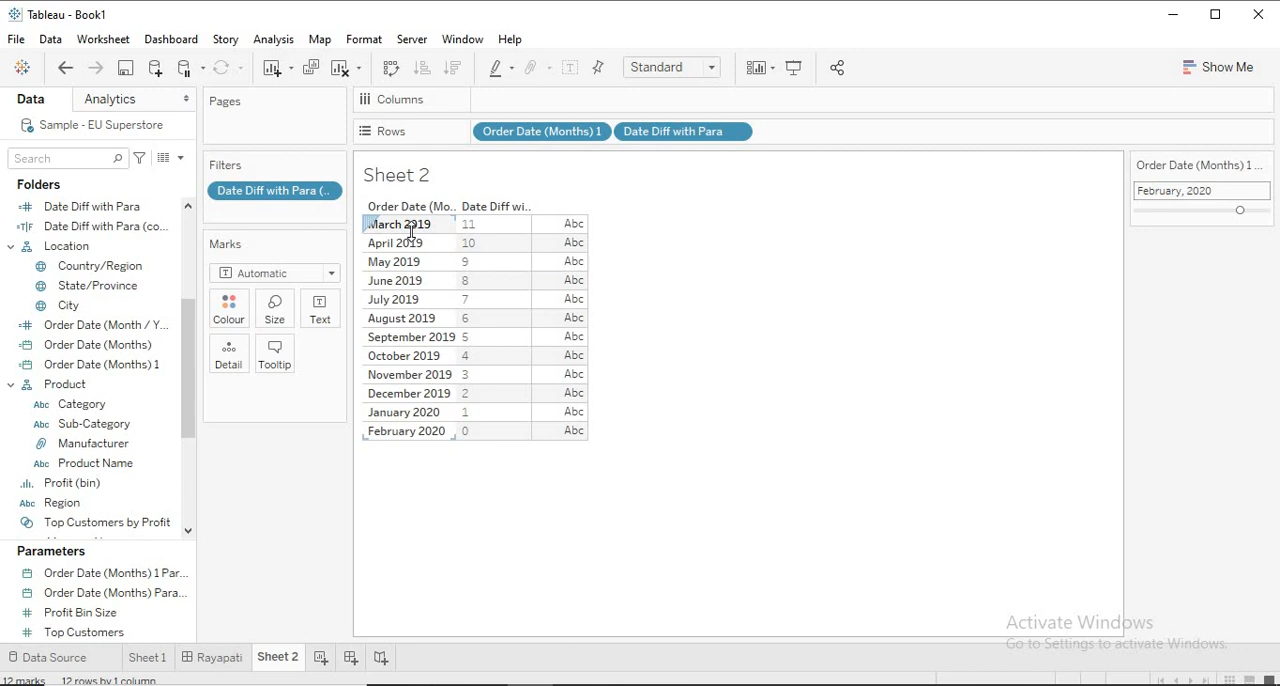 Tableau - Book1
File Data Worksheet Dashboard Story Analysis Map Format Server Window Help
Standard
Show Me
Data Analytics
Sample - EU Superstore
Search
Folders
Date Diff with Para
Date Diff with Para (co...
Location
Country/Region
State/Province
City
Order Date (Month / Y...
Order Date (Months)
Order Date (Months) 1
Product
Abc Category
Abc Sub-Category
Manufacturer
Abc Product Name
Profit (bin)
Abc Region
Top Customers by Profit
Parameters
Order Date (Months) 1 Par...
Order Date (Months) Para...
Profit Bin Size
Top Customers
Pages
Filters
Date Diff with Para (..
Marks
Automatic
Colour Size Text
Detail Tooltip
Columns
Rows Order Date (Months) 1 Date Diff with Para
Sheet 2
Order Date (Mo.. Date Diff wi..
March 2019 11 Abc
April 2019 10 Abc
May 2019 9 Abc
June 2019 8 Abc
July 2019 7 Abc
August 2019 6 Abc
September 2019 5 Abc
October 2019 4 Abc
November 2019 3 Abc
December 2019 2 Abc
January 2020 1 Abc
February 2020 0 Abc
Order Date (Months) 1 ...
February, 2020
Activate Windows
Go to Settings to activate Windows.
Data Source Sheet 1 Rayapati Sheet 2
12 marks 12 rows by 1 column